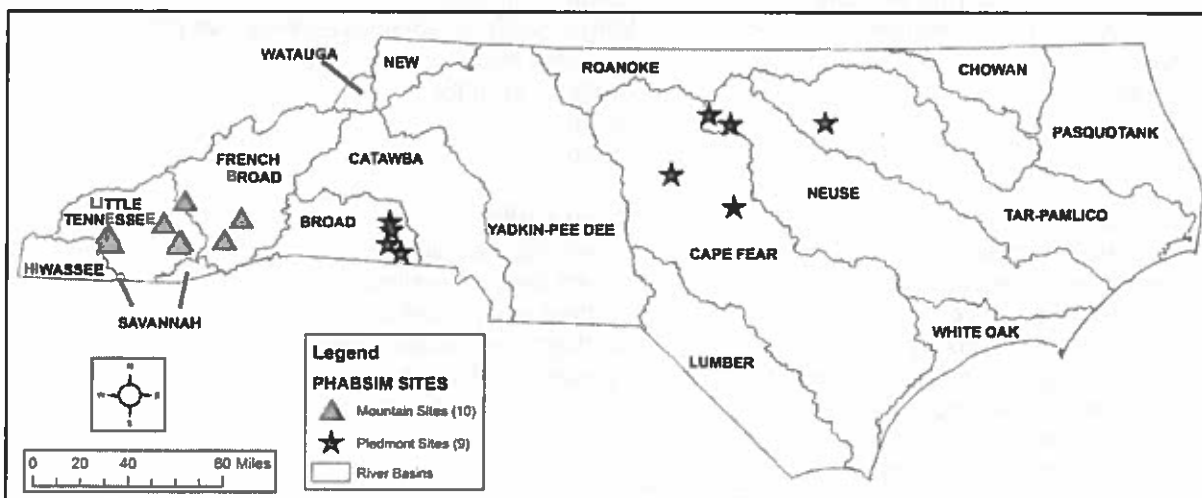 WATAUGA
NEW
ROANOKE
CHOWAN
PASQUOTANK
FRENCH
BROAD
CATAWBA
LITTLE
TENNESSEE
BROAD
YADKIN-PEE DEE
NEUSE
TAR-PAMLICO
HIWASSEE
CAPE FEAR
SAVANNAH
WHITE OAK
LUMBER
Legend
PHABSIM SITES
Mountain Sites (10)
Piedmont Sites (9)
River Basins
N
W
E
S
0 20 40 80 Miles